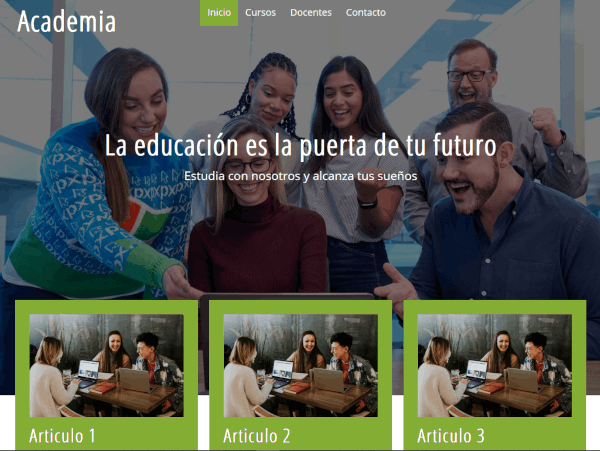 Academia
Inicio Cursos Docentes Contacto
La educación es la puerta de tu futuro
Estudia con nosotros y alcanza tus sueños
Articulo 1 Articulo 2 Articulo 3